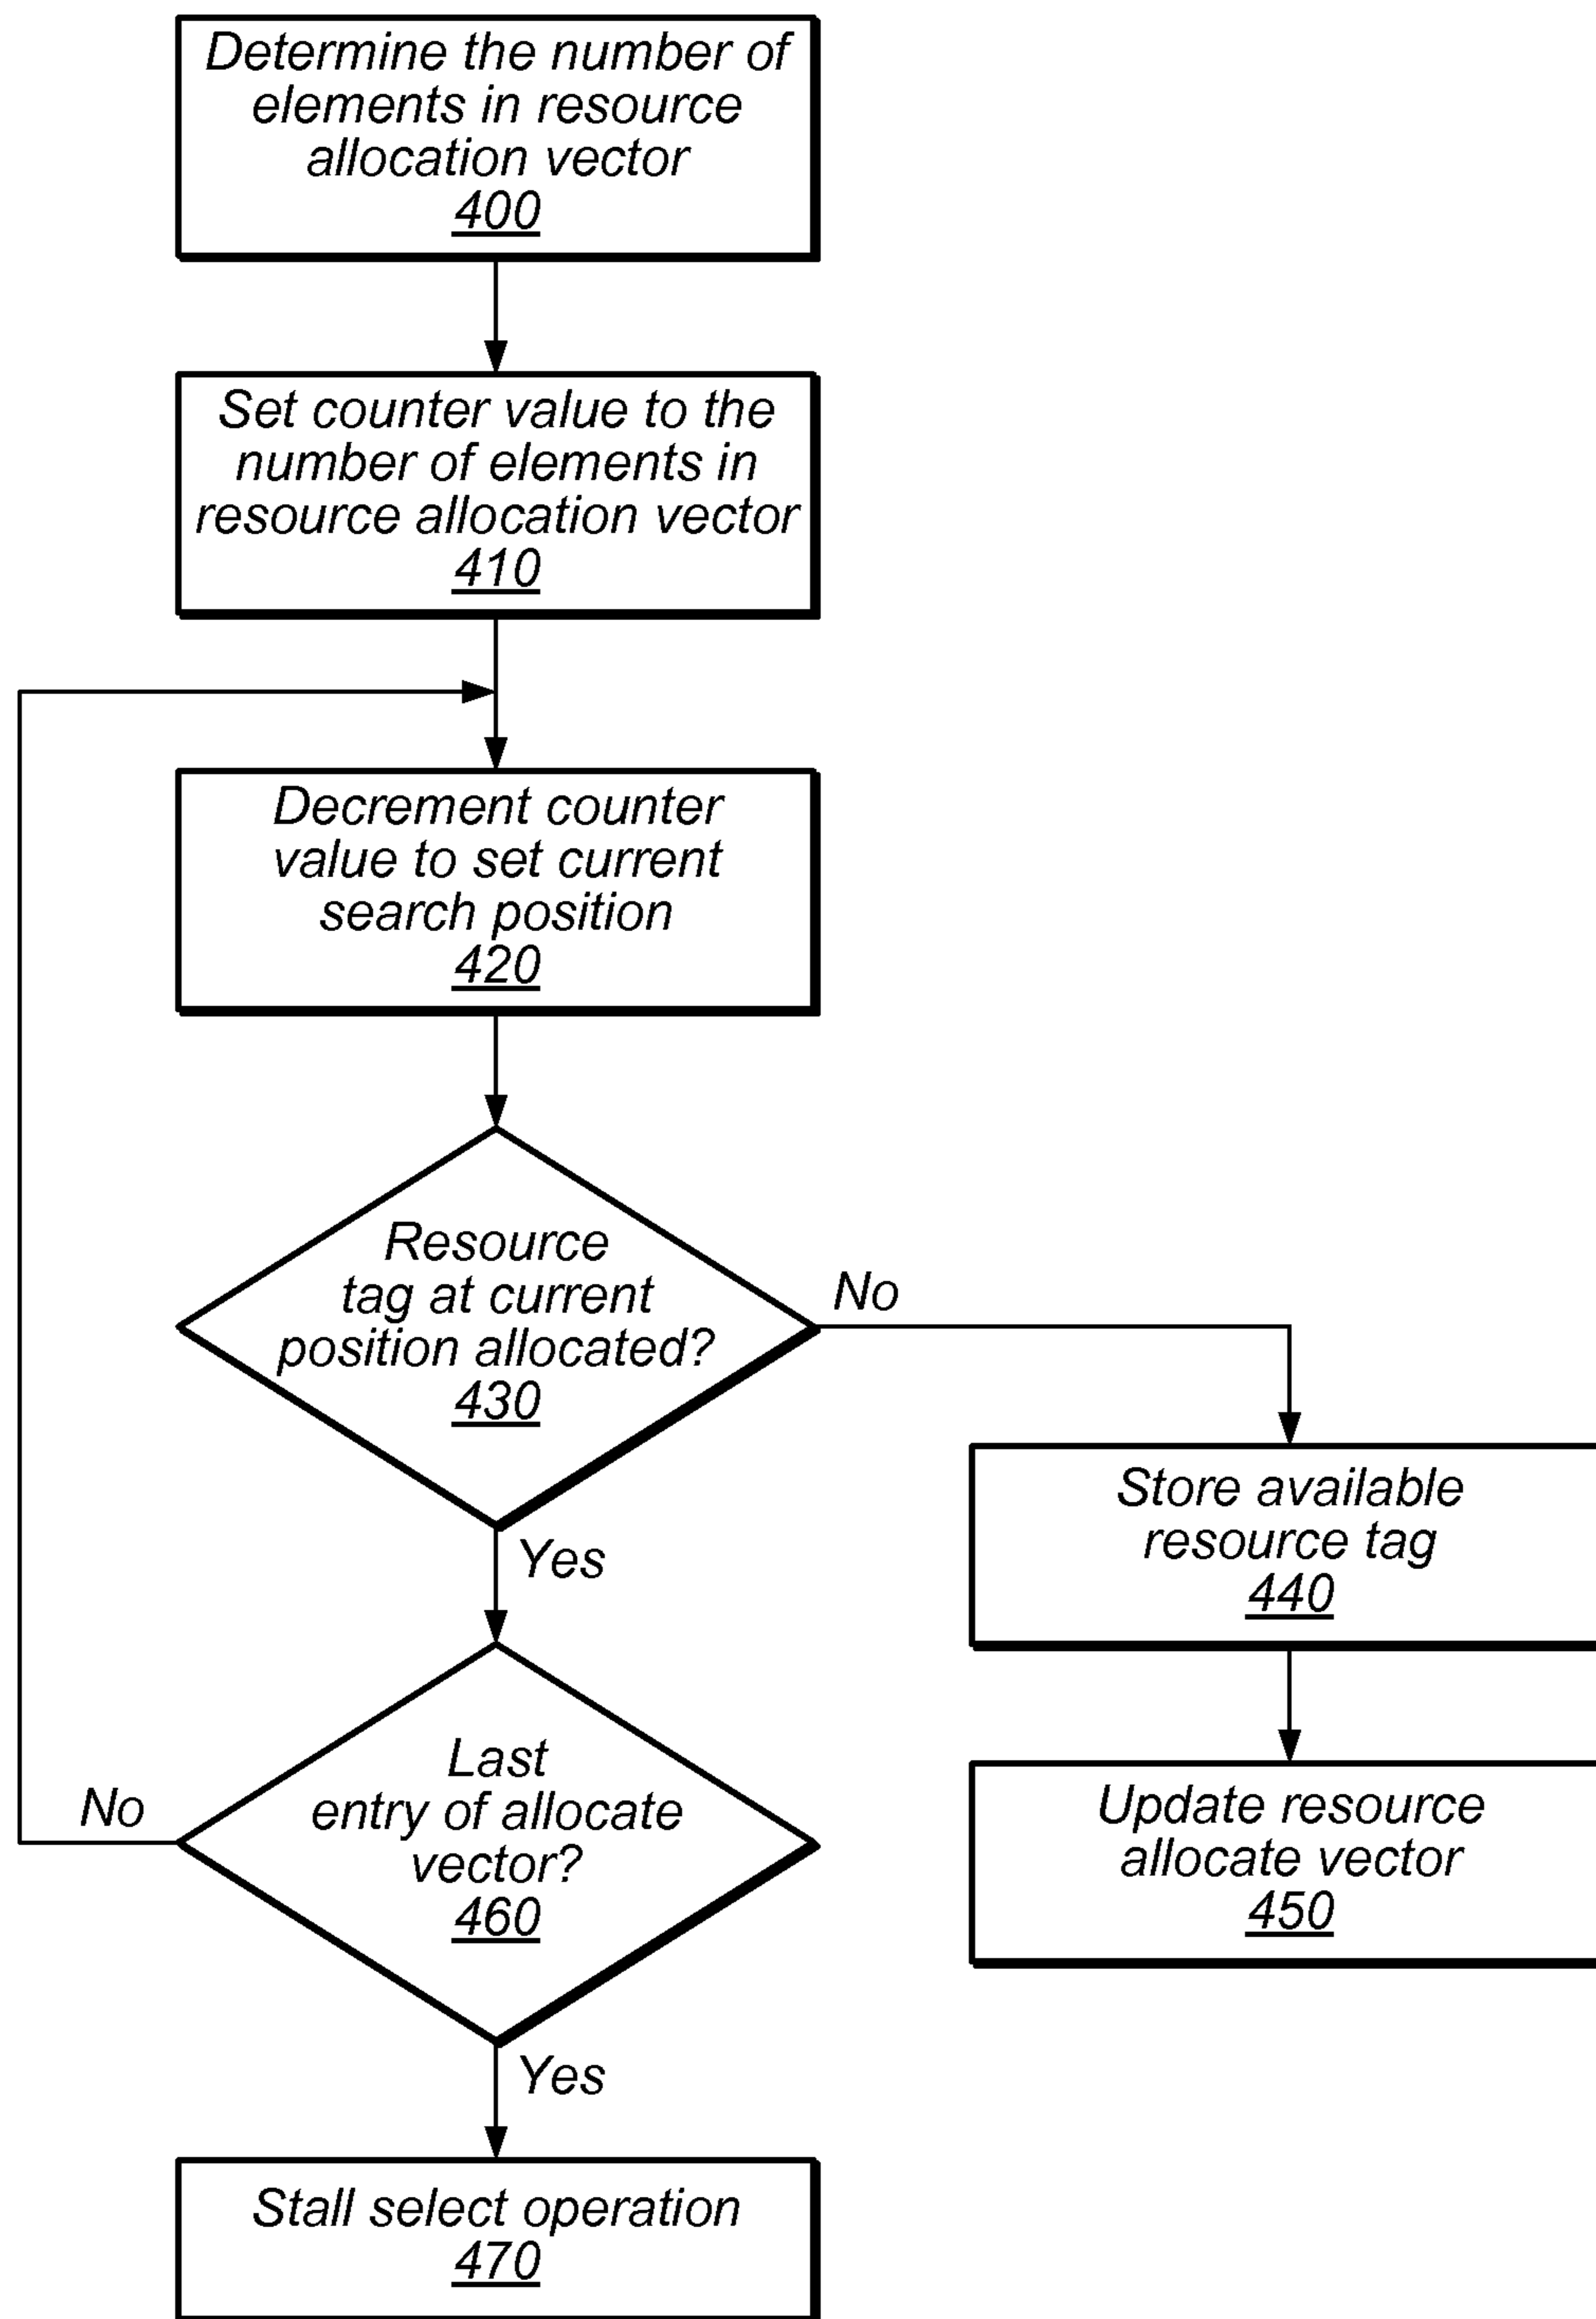 Determine the number of
elements in resource
allocation vector
400
Set counter value to the
number of elements in
resource allocation vector
410
Decrement counter
value to set current
search position
420
Resource
tag at current
position allocated?
430
No
Yes
Store available
resource tag
440
Update resource
allocate vector
450
Last
entry of allocate
vector?
460
No
Yes
Stall select operation
470